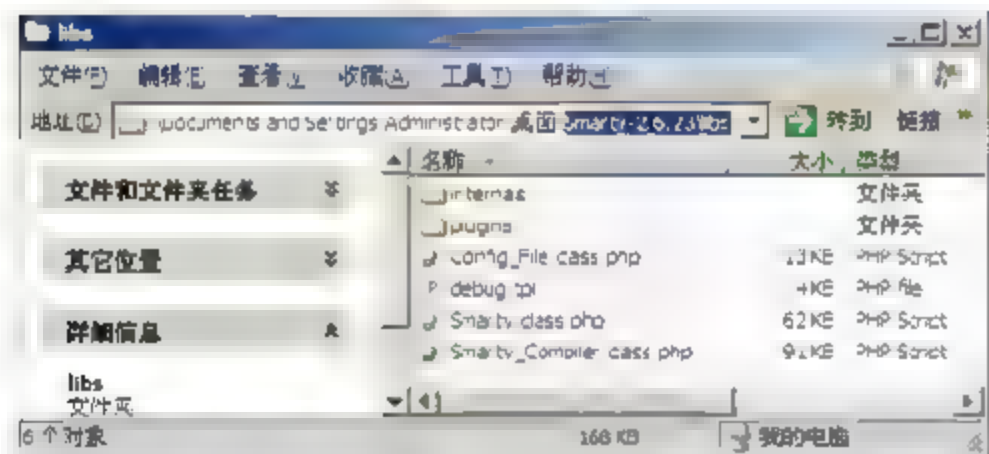 libs
文件(F) 编辑(E) 查看(V) 收藏(A) 工具(T) 帮助(H)
地址(D) Documents and Settings Administrator 桌面 Smarty-2.6.23\libs 转到 链接 »
名称 大小 类型
文件和文件夹任务
internals 文件夹
plugins 文件夹
其它位置
Config_File.class.php 13 KB PHP Script
debug.tpl 4 KB PHP file
详细信息
Smarty.class.php 62 KB PHP Script
Smarty_Compiler.class.php 91 KB PHP Script
libs
文件夹
6 个对象 168 KB 我的电脑